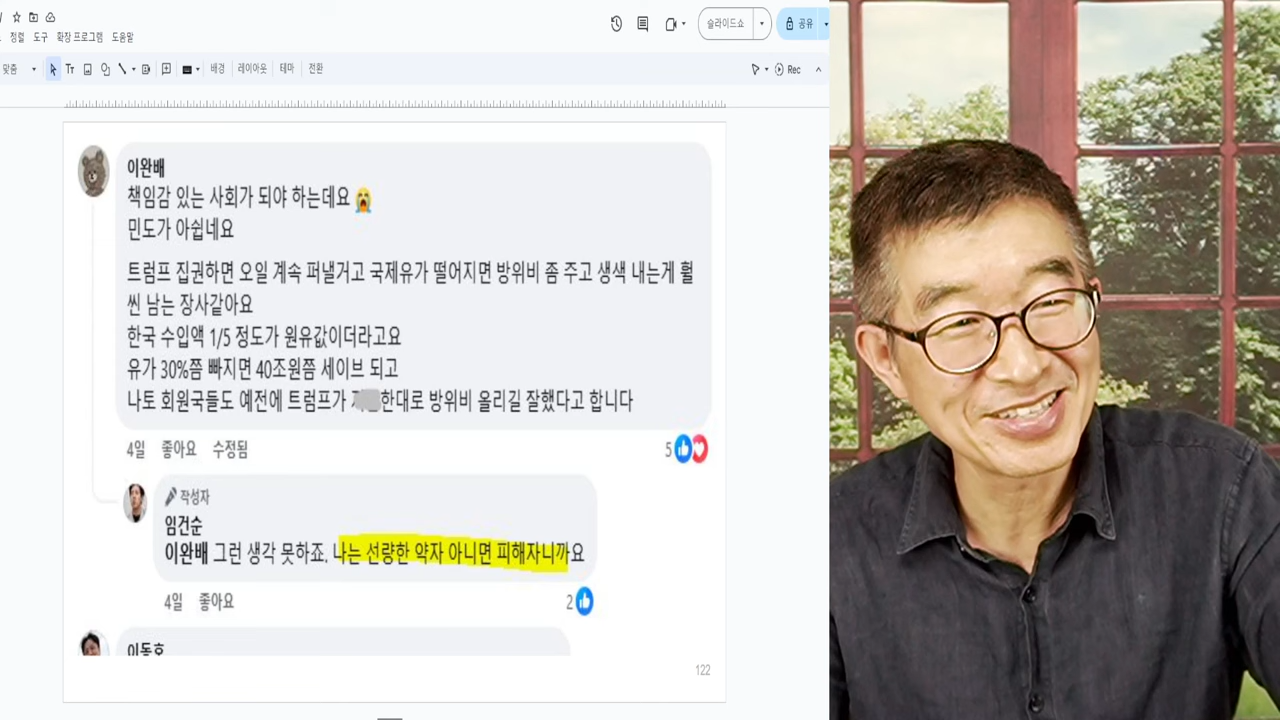 정렬 도구 확장 프로그램 도움말
슬라이드쇼
공유
맞춤
Tт
배경 레이아웃 테마 전환
Rec
이완배
책임감 있는 사회가 되야 하는데요
민도가 아쉽네요
트럼프 집권하면 오일 계속 퍼낼거고 국제유가 떨어지면 방위비 좀 주고 생색 내는게 훨
씬 남는 장사같아요
한국 수입액 1/5 정도가 원유값이더라고요
유가 30%쯤 빠지면 40조원쯤 세이브 되고
나토 회원국들도 예전에 트럼프가 한대로 방위비 올리길 잘했다고 합니다
4일 좋아요 수정됨
5
작성자
임건순
이완배 그런 생각 못하죠. 나는 선량한 약자 아니면 피해자니까요
4일 좋아요
2
이동호
122